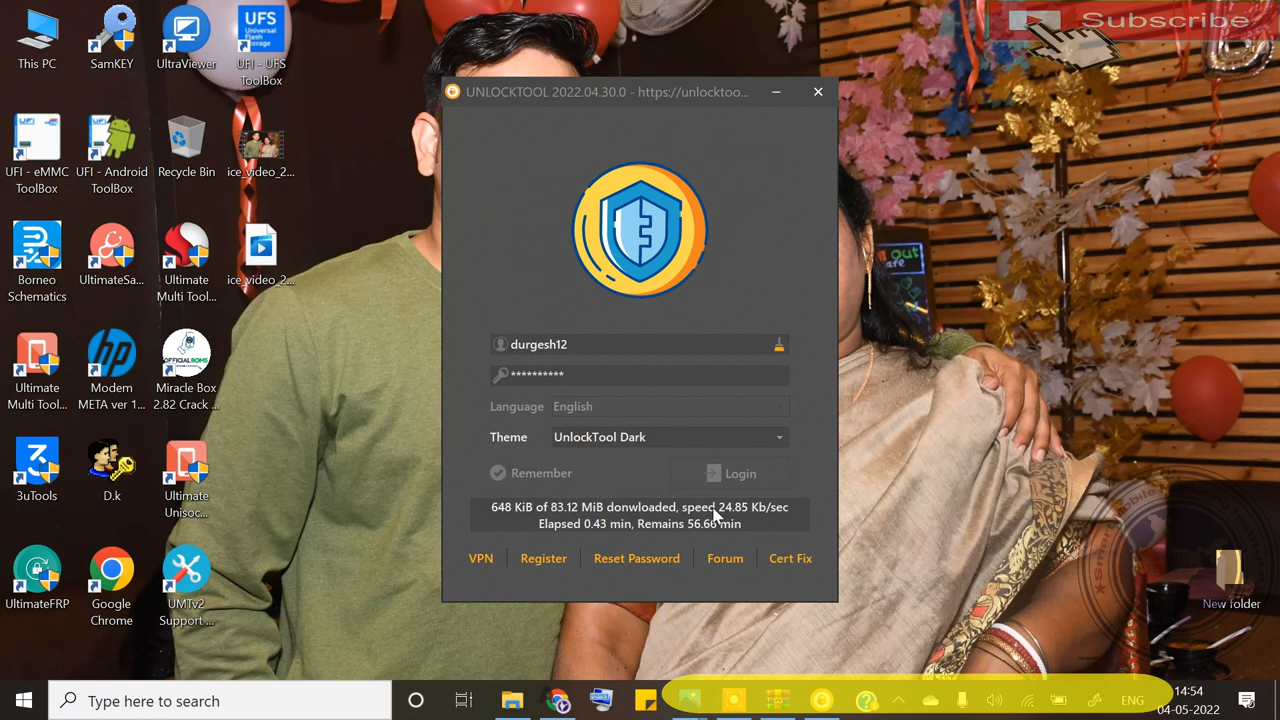 This PC
SamKEY
UltraViewer
UFS
Universal
Flash
Storage
UFI - UFS
ToolBox
UFI - eMMC
ToolBox
UFI - Android
ToolBox
Recycle Bin
ice_video_2...
Borneo
Schematics
UltimateSa...
Ultimate
Multi Tool...
ice_video_2...
Ultimate
Multi Tool...
hp
Modem
META ver 1...
OFFICIALROMS
Miracle Box
2.82 Crack ...
3uTools
D.k
Ultimate
Unisoc...
UltimateFRP
Google
Chrome
UMTv2
Support ...
Subscribe
UNLOCKTOOL 2022.04.30.0 - https://unlocktoo...
durgesh12
**********
Language English
Theme UnlockTool Dark
Remember
Login
648 KiB of 83.12 MiB donwloaded, speed 24.85 Kb/sec
Elapsed 0.43 min, Remains 56.66 min
VPN
Register
Reset Password
Forum
Cert Fix
New folder
Type here to search
ENG
14:54
04-05-2022